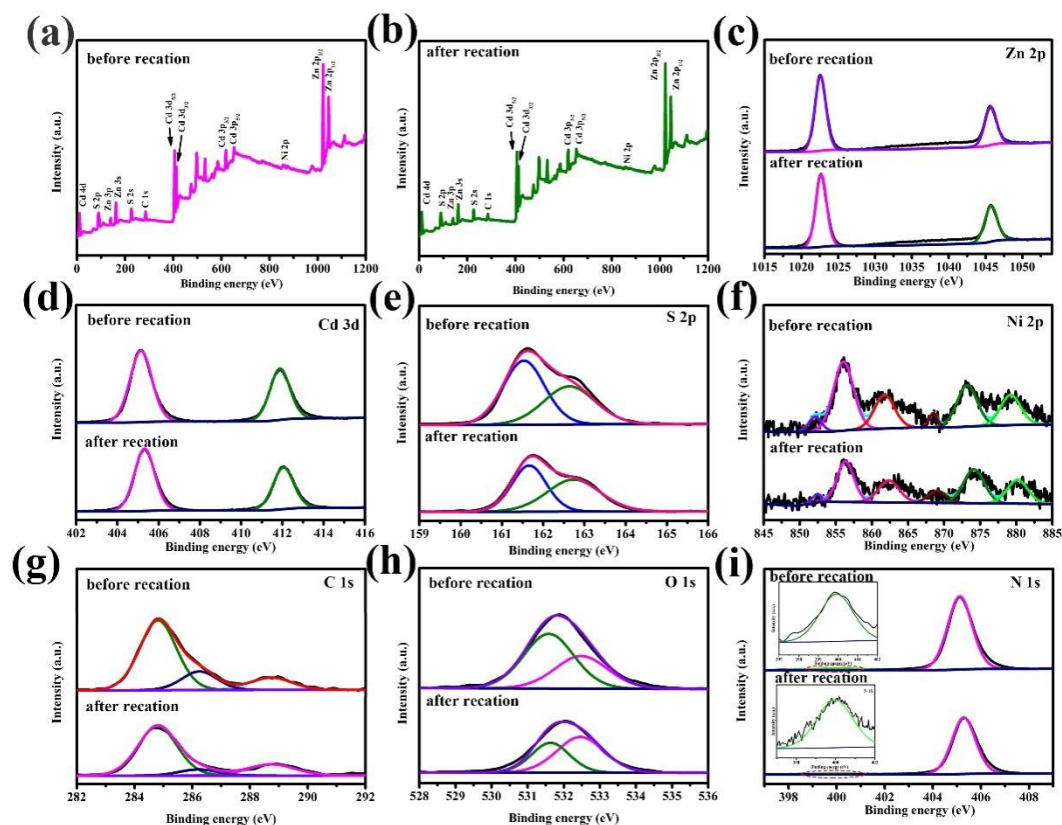 (a)
before recation
Cd 4d
S 2p
Zn 3p
Zn 3s
S 2s
C 1s
Cd 3d5/2
Cd 3d3/2
Cd 3p3/2
Ni 2p
Zn 2p3/2
Zn 2p1/2
Intensity (a.u.)
0 200 400 600 800 1000 1200
Binding energy (eV)
(b)
after recation
Cd 4d
S 2p
Zn 3p
Zn 3s
S 2s
C 1s
Cd 3d5/2
Cd 3d3/2
Cd 3p3/2
Ni 2p
Zn 2p3/2
Zn 2p1/2
Intensity (a.u.)
0 200 400 600 800 1000 1200
Binding energy (eV)
(c)
Zn 2p
before recation
after recation
Intensity (a.u.)
1015 1020 1025 1030 1035 1040 1045 1050
Binding energy (eV)
(d)
before recation
Cd 3d
after recation
Intensity (a.u.)
402 404 406 408 410 412 414 416
Binding energy (eV)
(e)
S 2p
before recation
after recation
Intensity (a.u.)
159 160 161 162 163 164 165 166
Binding energy (eV)
(f)
before recation
Ni 2p
after recation
Intensity (a.u.)
845 850 855 860 865 870 875 880 885
Binding energy (eV)
(g)
C 1s
before recation
after recation
Intensity (a.u.)
282 284 286 288 290 292
Binding energy (eV)
(h)
before recation
O 1s
after recation
Intensity (a.u.)
528 529 530 531 532 533 534 535 536
Binding energy (eV)
(i)
before recation
N 1s
after recation
Intensity (a.u.)
398 400 402 404 406 408
Binding energy (eV)